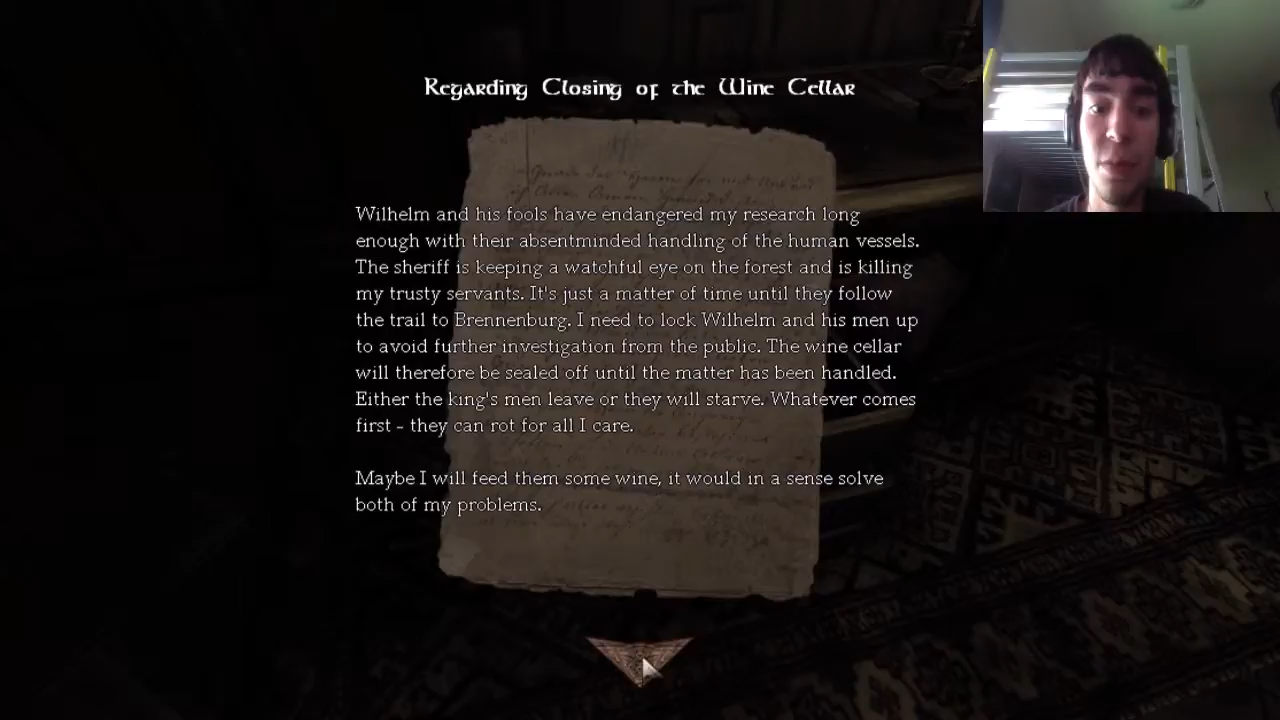 Regarding Closing of the Wine Cellar
Wilhelm and his fools have endangered my research long
enough with their absentminded handling of the human vessels.
The sheriff is keeping a watchful eye on the forest and is killing
my trusty servants. It's just a matter of time until they follow
the trail to Brennenburg. I need to lock Wilhelm and his men up
to avoid further investigation from the public. The wine cellar
will therefore be sealed off until the matter has been handled.
Either the king's men leave or they will starve. Whatever comes
first - they can rot for all I care.
Maybe I will feed them some wine, it would in a sense solve
both of my problems.